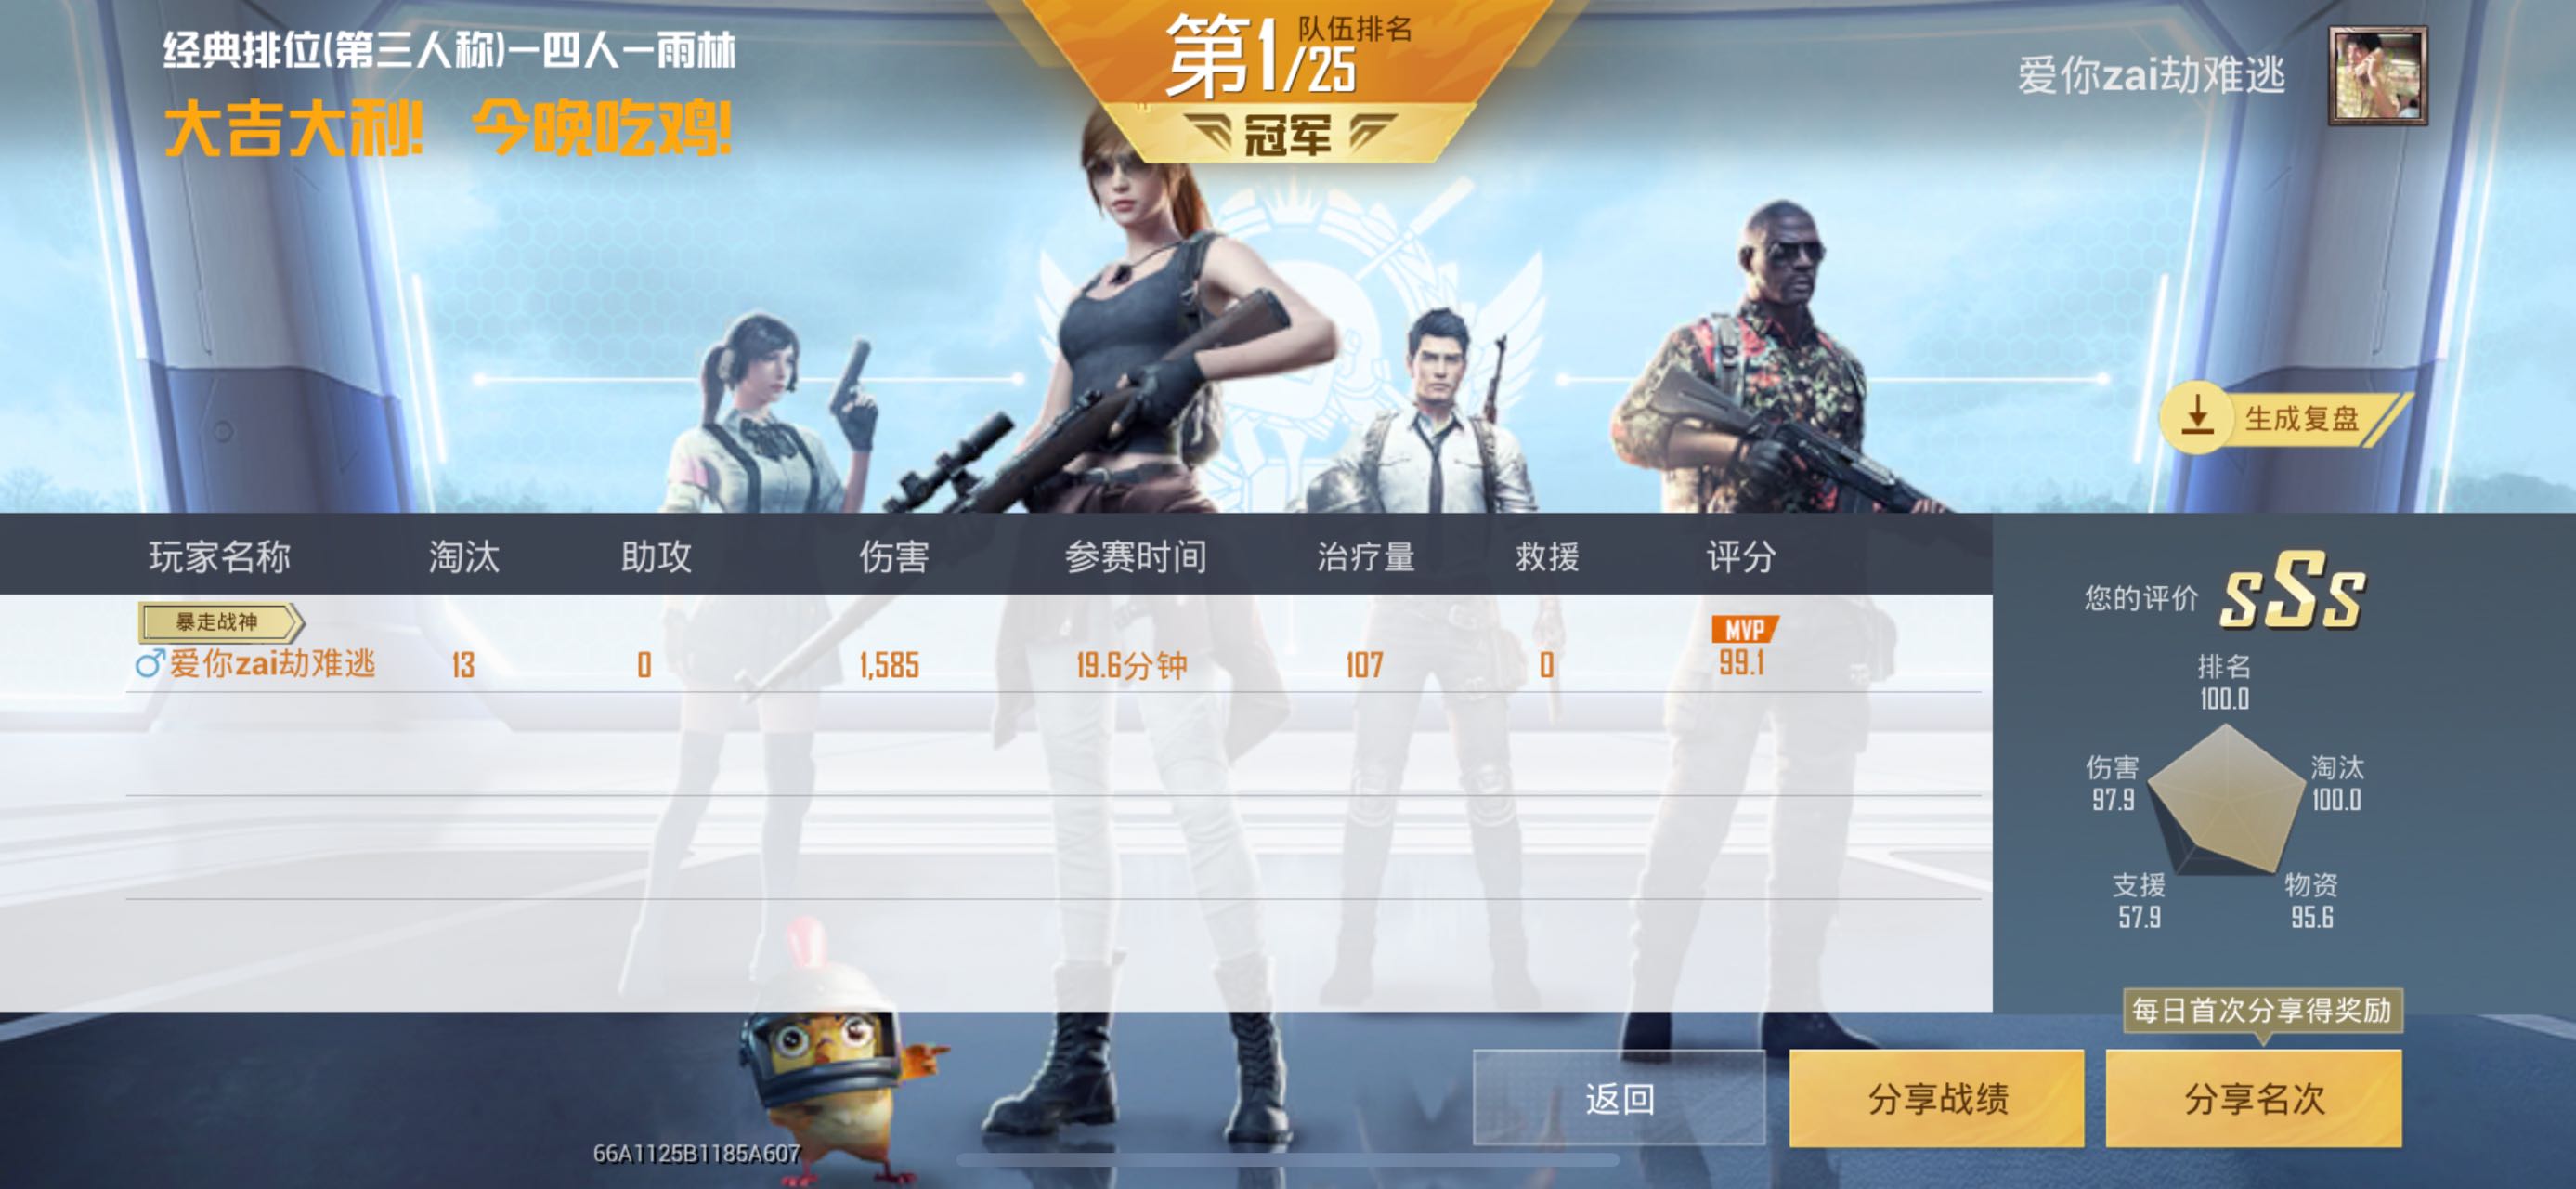 经典排位(第三人称)-四人-雨林
大吉大利! 今晚吃鸡!
第1/25
队伍排名
冠军
爱你zai劫难逃
生成复盘
玩家名称 淘汰 助攻 伤害 参赛时间 治疗量 救援 评分
暴走战神
MVP
爱你zai劫难逃 13 0 1,585 19.6分钟 107 0 99.1
您的评价 sSs
排名
100.0
伤害
97.9
淘汰
100.0
支援
57.9
物资
95.6
每日首次分享得奖励
返回 分享战绩 分享名次
66A1125B1185A607